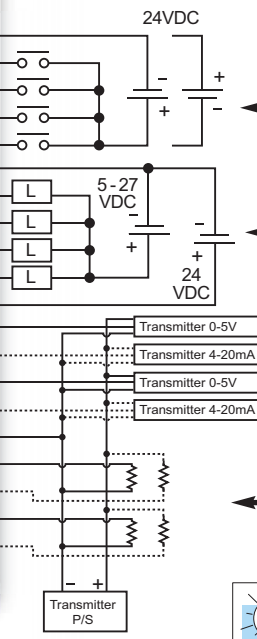 24VDC
−
+
+
−
L
L
L
L
5-27
VDC
−
+
−
+
24
VDC
Transmitter 0-5V
Transmitter 4-20mA
Transmitter 0-5V
Transmitter 4-20mA
− +
Transmitter
P/S